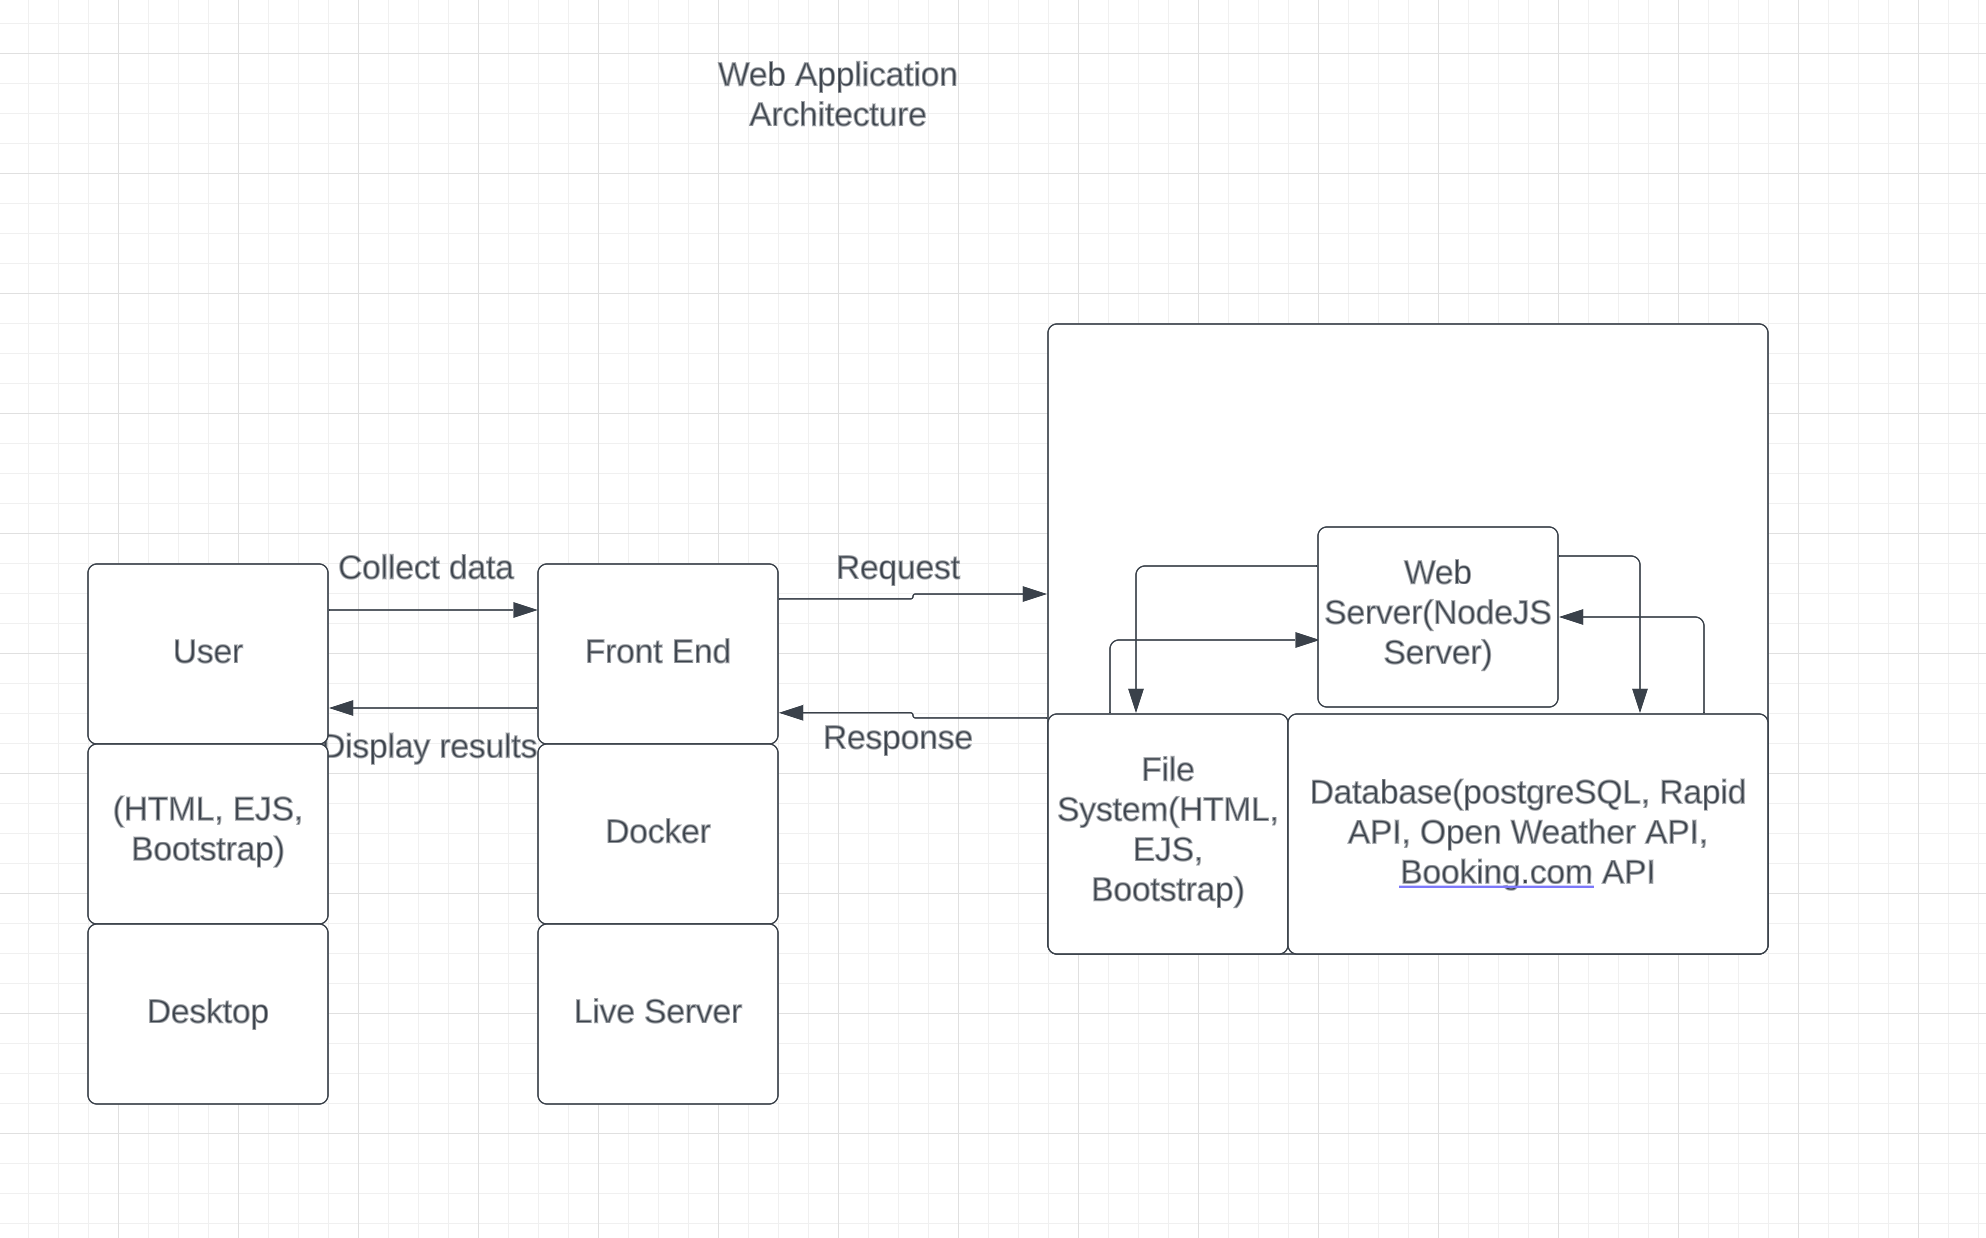 Web Application
Architecture
Collect data
Request
Web
Server(NodeJS
Server)
User
Front End
Display results
Response
(HTML, EJS,
Bootstrap)
Docker
File
System(HTML,
EJS,
Bootstrap)
Database(postgreSQL, Rapid
API, Open Weather API,
Booking.com API
Desktop
Live Server